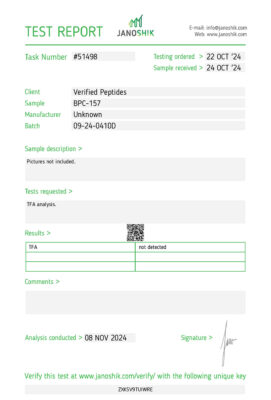 TEST REPORT
JANOSHIK
E-mail: info@janoshik.com
Web: www.janoshik.com
Task Number #51498
Testing ordered > 22 OCT '24
Sample received > 24 OCT '24
Client Verified Peptides
Sample BPC-157
Manufacturer Unknown
Batch 09-24-0410D
Sample description >
Pictures not included.
Tests requested >
TFA analysis.
Results >
TFA not detected
Comments >
Analysis conducted > 08 NOV 2024
Signature >
Verify this test at www.janoshik.com/verify/ with the following unique key